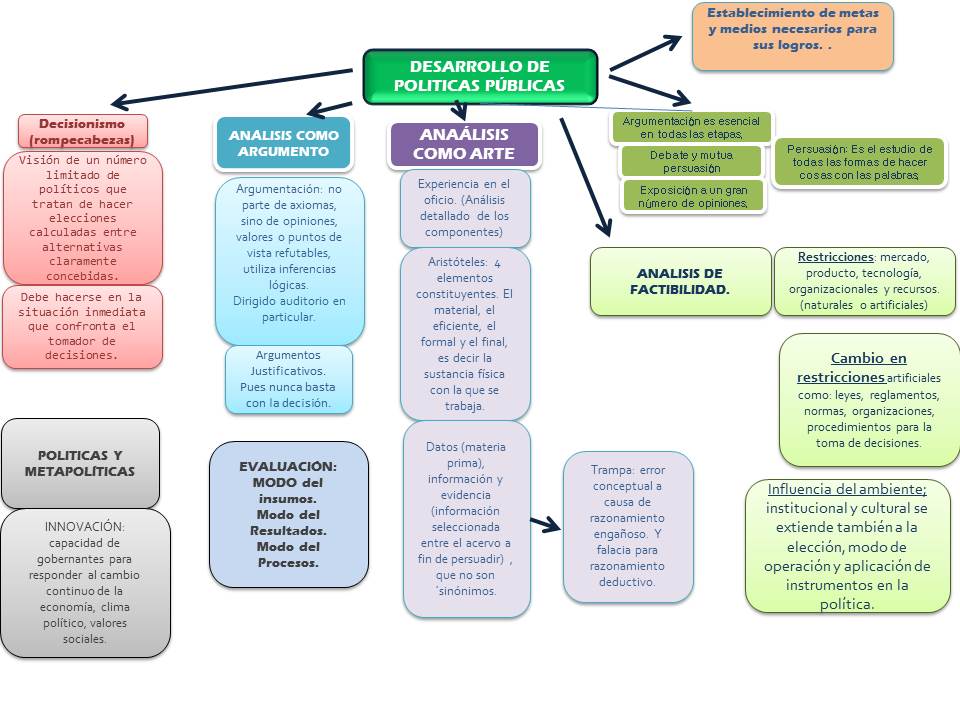 Establecimiento de metas
y medios necesarios para
sus logros. .
DESARROLLO DE
POLITICAS PÚBLICAS
Decisionismo
(rompecabezas)
Visión de un número
limitado de
políticos que
tratan de hacer
elecciones
calculadas entre
alternativas
claramente
concebidas.
Debe hacerse en la
situación inmediata
que confronta el
tomador de
decisiones.
POLITICAS Y
METAPOLÍTICAS
INNOVACIÓN:
capacidad de
gobernantes para
responder al cambio
continuo de la
economía, clima
político, valores
sociales.
ANALISIS COMO
ARGUMENTO
Argumentación: no
parte de axiomas,
sino de opiniones,
valores o puntos de
vista refutables,
utiliza inferencias
lógicas.
Dirigido auditorio en
particular.
Argumentos
Justificativos.
Pues nunca basta
con la decisión.
EVALUACIÓN:
MODO del
insumos.
Modo del
Resultados.
Modo del
Procesos.
ANAÁLISIS
COMO ARTE
Experiencia en el
oficio. (Análisis
detallado de los
componentes)
Aristóteles: 4
elementos
constituyentes. El
material, el
eficiente, el
formal y el final,
es decir la
sustancia física
con la que se
trabaja.
Datos (materia
prima),
información y
evidencia
(información
seleccionada
entre el acervo a
fin de persuadir) ,
que no son
´sinónimos.
Trampa: error
conceptual a
causa de
razonamiento
engañoso. Y
falacia para
razonamiento
deductivo.
Argumentación es esencial
en todas las etapas,
Debate y mutua
persuasión
Exposición a un gran
número de opiniones,
Persuasión: Es el estudio de
todas las formas de hacer
cosas con las palabras,
ANALISIS DE
FACTIBILIDAD.
Restricciones: mercado,
producto, tecnología,
organizacionales y recursos.
(naturales o artificiales)
Cambio en
restricciones artificiales
como: leyes, reglamentos,
normas, organizaciones,
procedimientos para la
toma de decisiones.
Influencia del ambiente;
institucional y cultural se
extiende también a la
elección, modo de
operación y aplicación de
instrumentos en la
política.